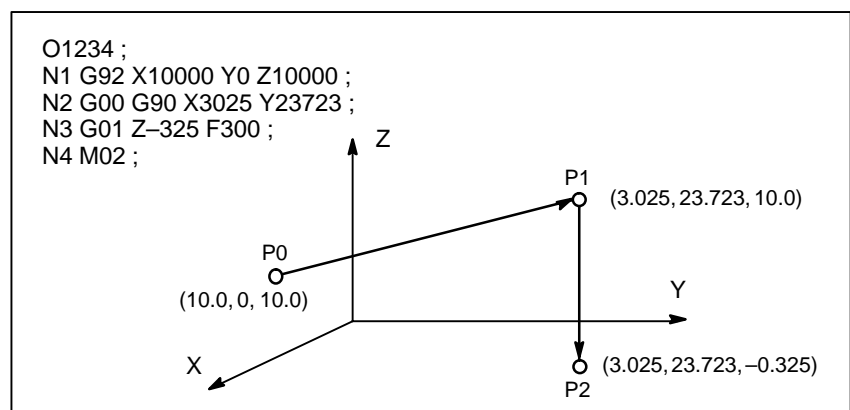 O1234 ;
N1 G92 X10000 Y0 Z10000 ;
N2 G00 G90 X3025 Y23723 ;
N3 G01 Z–325 F300 ;
N4 M02 ;
Z
P1
(3.025, 23.723, 10.0)
P0
(10.0, 0, 10.0)
Y
X
(3.025, 23.723, –0.325)
P2